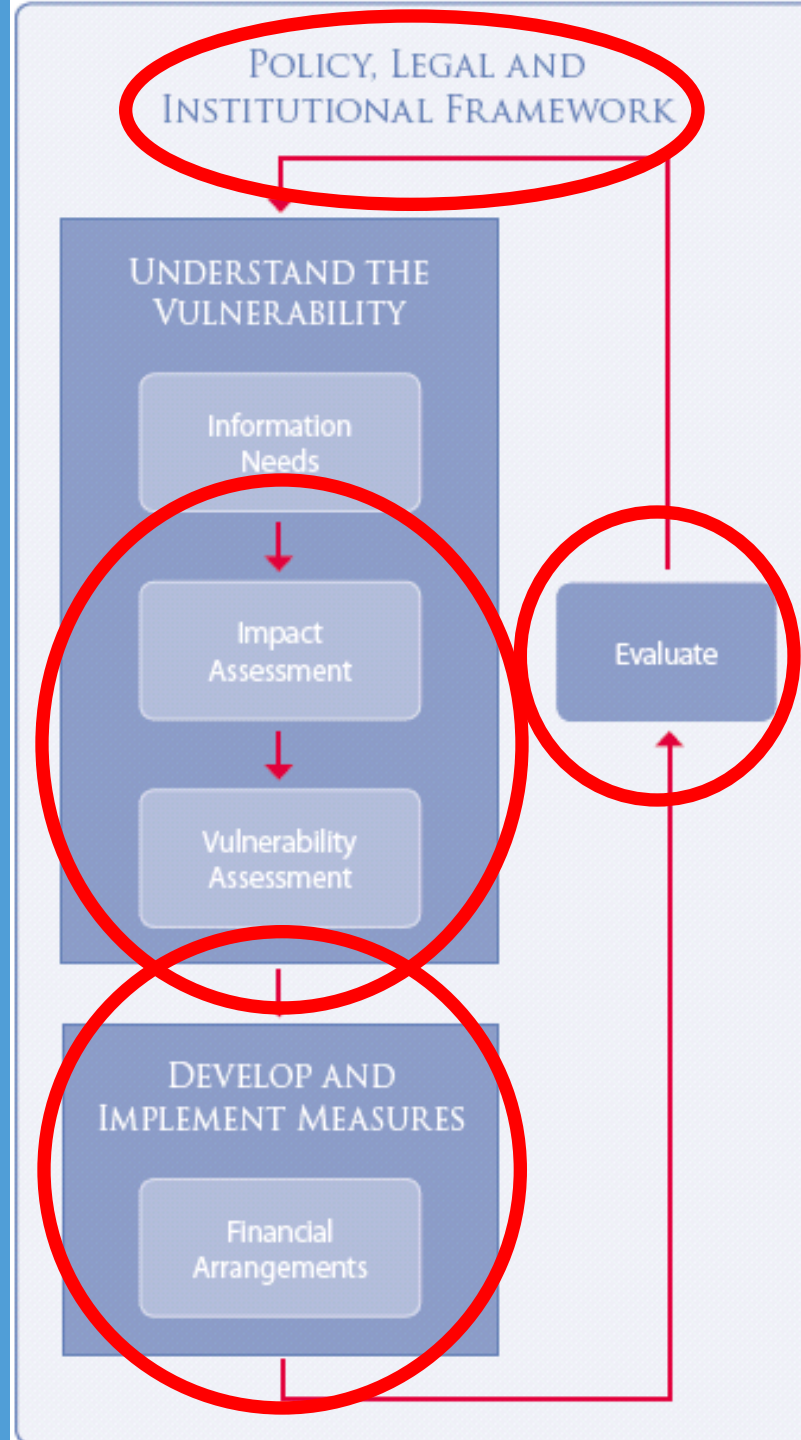 POLICY, LEGAL AND
INSTITUTIONAL FRAMEWORK
UNDERSTAND THE
VULNERABILITY
Information
Needs
Impact
Assessment
Vulnerability
Assessment
Evaluate
DEVELOP AND
IMPLEMENT MEASURES
Financial
Arrangements